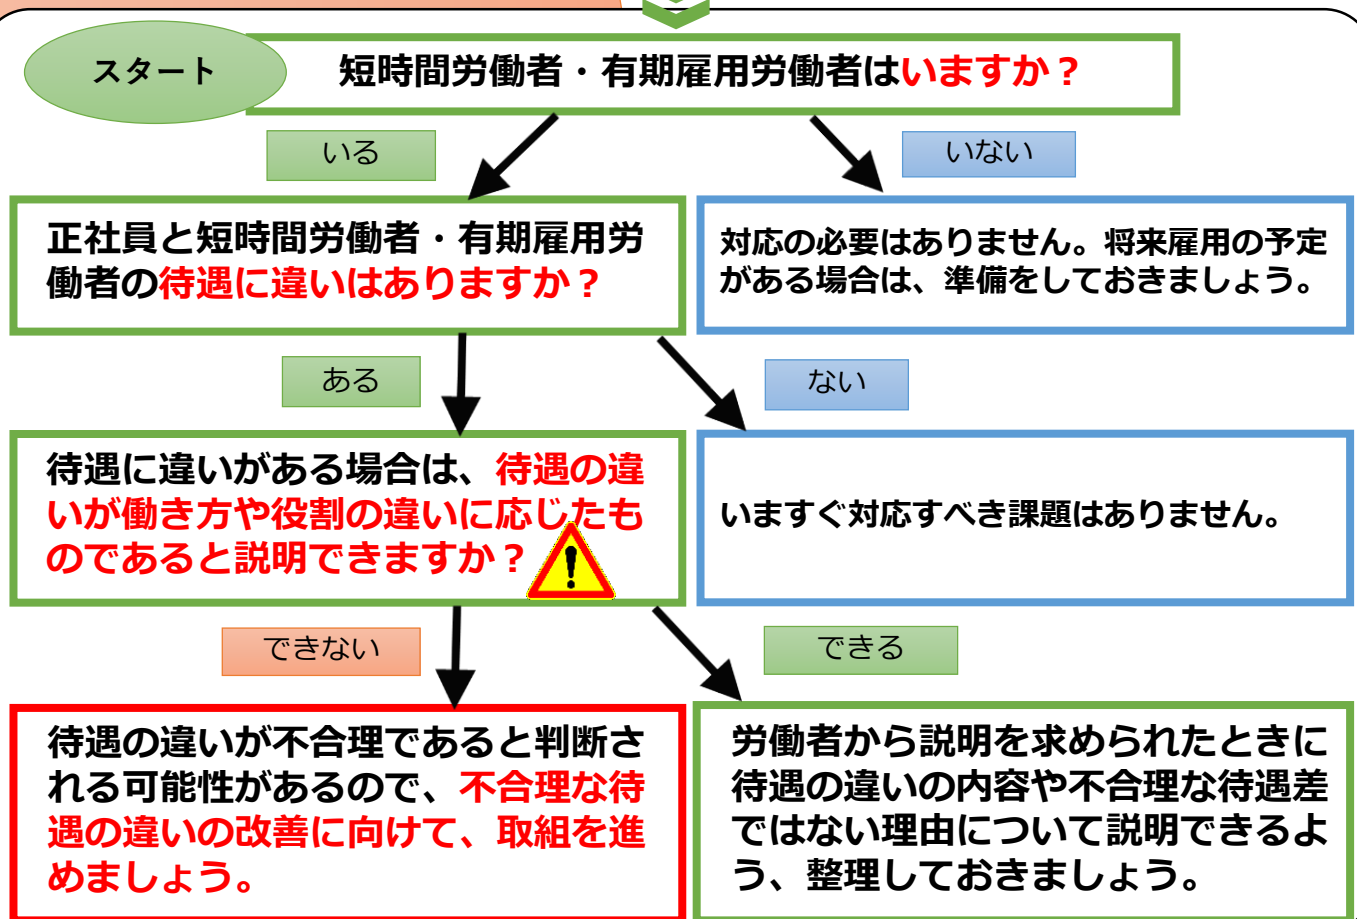 スタート
短時間労働者・有期雇用労働者はいますか？
いる
いない
正社員と短時間労働者・有期雇用労
働者の待遇に違いはありますか？
対応の必要はありません。将来雇用の予定
がある場合は、準備をしておきましょう。
ある
ない
待遇に違いがある場合は、待遇の違
いが働き方や役割の違いに応じたも
のであると説明できますか？
いますぐ対応すべき課題はありません。
できない
できる
待遇の違いが不合理であると判断さ
れる可能性があるので、不合理な待
遇の違いの改善に向けて、取組を進
めましょう。
労働者から説明を求められたときに
待遇の違いの内容や不合理な待遇差
ではない理由について説明できるよ
う、整理しておきましょう。